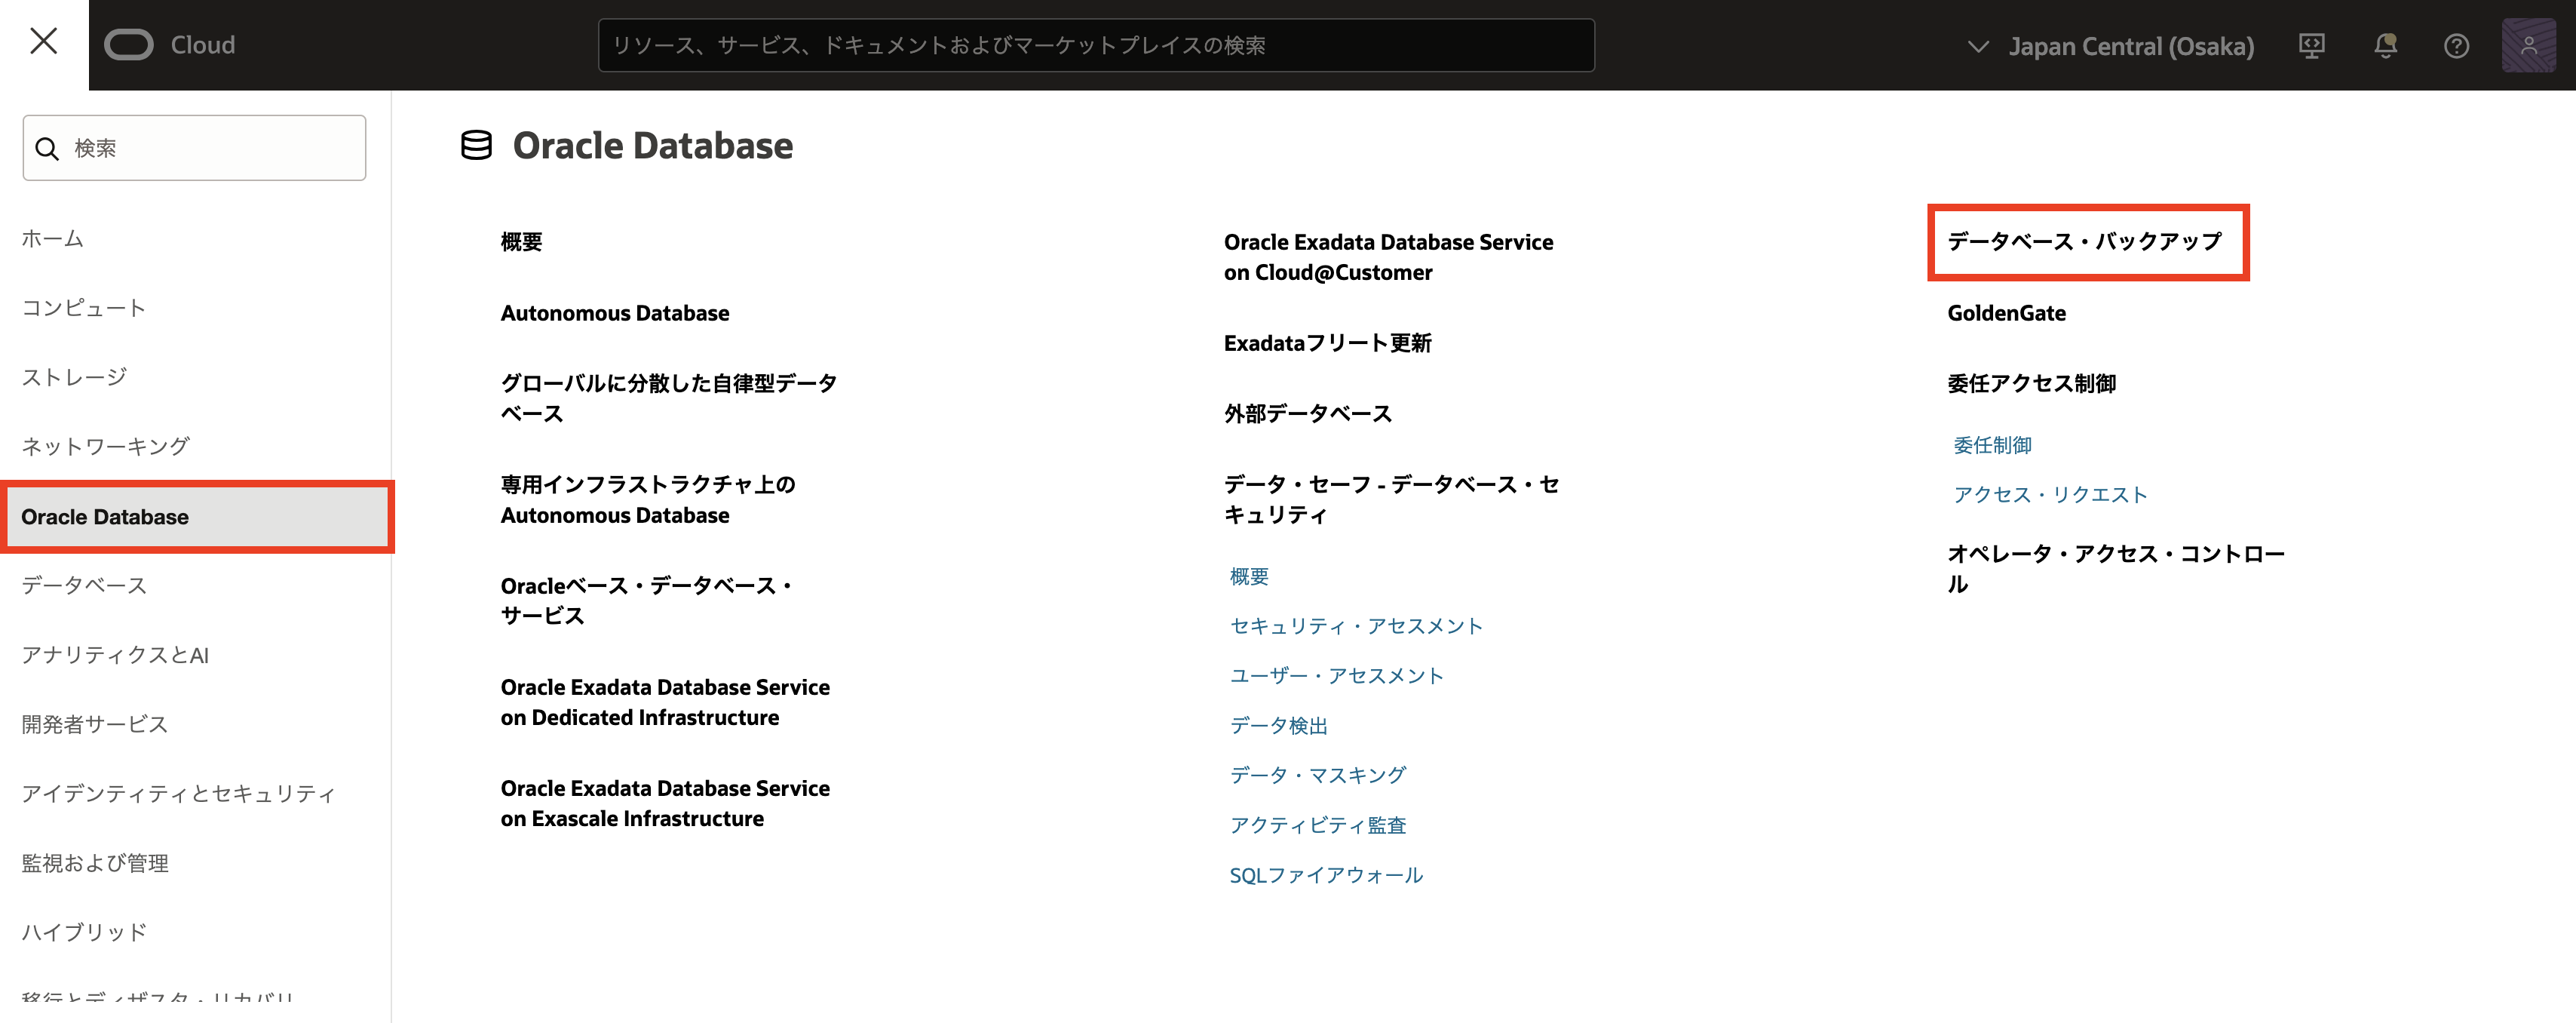 Cloud
リソース、サービス、ドキュメントおよびマーケットプレイスの検索
Japan Central (Osaka)
検索
ホーム
コンピュート
ストレージ
ネットワーキング
Oracle Database
データベース
アナリティクスとAI
開発者サービス
アイデンティティとセキュリティ
監視および管理
ハイブリッド
移行とディザスタ・リカバリ
Oracle Database
概要
Autonomous Database
グローバルに分散した自律型データ
ベース
専用インフラストラクチャ上の
Autonomous Database
Oracleベース・データベース・
サービス
Oracle Exadata Database Service
on Dedicated Infrastructure
Oracle Exadata Database Service
on Exascale Infrastructure
Oracle Exadata Database Service
on Cloud@Customer
Exadataフリート更新
外部データベース
データ・セーフ - データベース・セ
キュリティ
概要
セキュリティ・アセスメント
ユーザー・アセスメント
データ検出
データ・マスキング
アクティビティ監査
SQLファイアウォール
データベース・バックアップ
GoldenGate
委任アクセス制御
委任制御
アクセス・リクエスト
オペレータ・アクセス・コントロー
ル